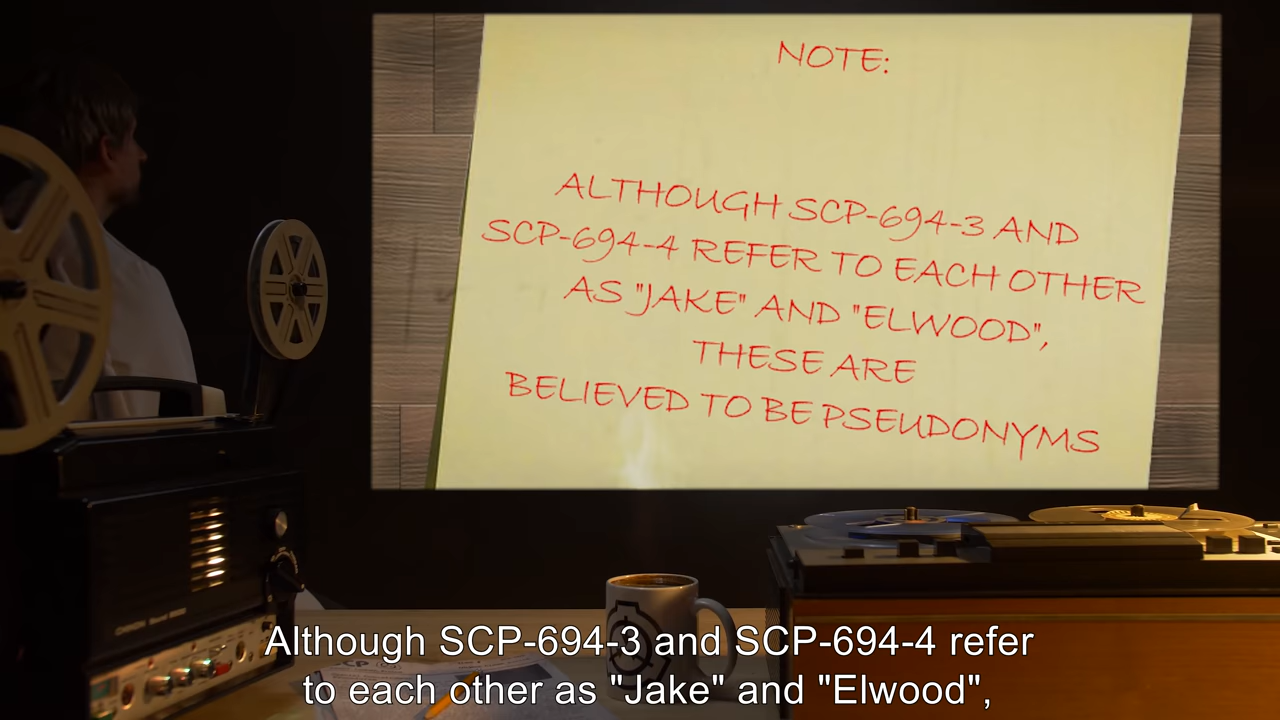 NOTE:
ALTHOUGH SCP-694-3 AND
SCP-694-4 REFER TO EACH OTHER
AS "JAKE" AND "ELWOOD",
THESE ARE
BELIEVED TO BE PSEUDONYMS
SCP
Although SCP-694-3 and SCP-694-4 refer
to each other as "Jake" and "Elwood",